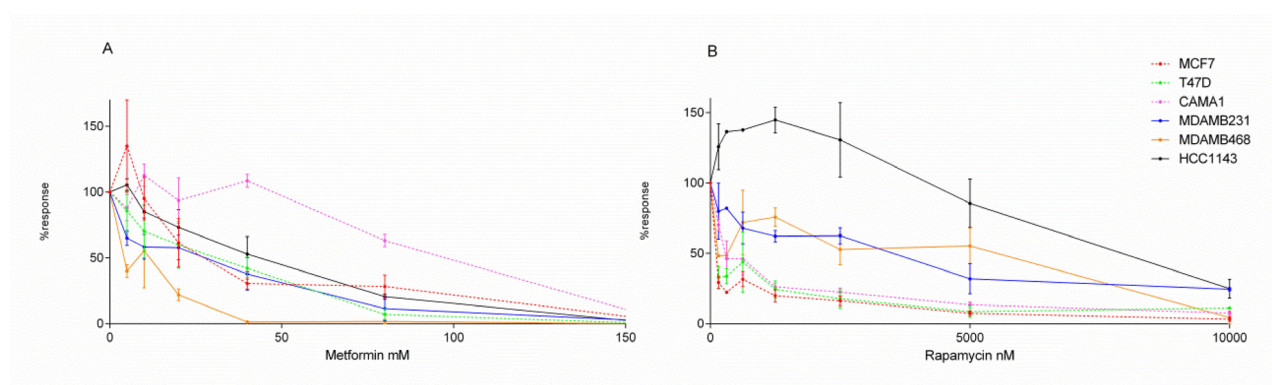 A
%response
150
100
50
0
0
50
100
150
Metformin mM
B
%response
150
100
50
0
0
5000
10000
Rapamycin nM
MCF7
T47D
CAMA1
MDAMB231
MDAMB468
HCC1143